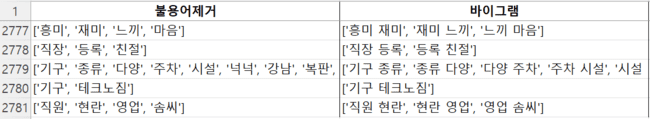 1 불용어제거 바이그램
2777 ['흥미', '재미', '느끼', '마음'] ['흥미 재미', '재미 느끼', '느끼 마음']
2778 ['직장', '등록', '친절'] ['직장 등록', '등록 친절']
2779 ['기구', '종류', '다양', '주차', '시설', '넉넉', '강남', '복판', ['기구 종류', '종류 다양', '다양 주차', '주차 시설', '시설
2780 ['기구', '테크노짐'] ['기구 테크노짐']
2781 ['직원', '현란', '영업', '솜씨'] ['직원 현란', '현란 영업', '영업 솜씨']